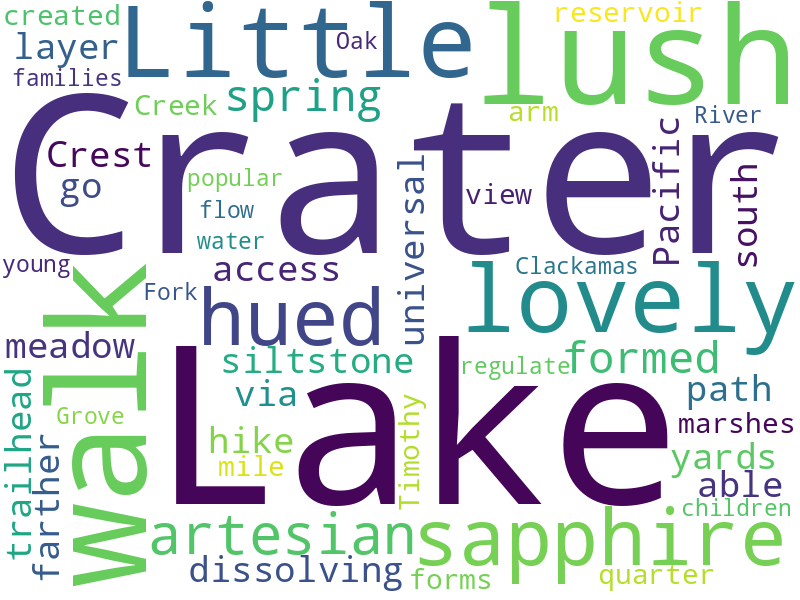 created
Little
lush
reservoir
layer
Oak
families
Creek
spring
arm
River
Crater
Crest
go
popular
universal
view
Pacific
south
flow
water
young
access
Fork
Clackamas
walk
hued
lovely
meadow
siltstone
Lake
regulate
formed
via
path
trailhead
Grove
hike
Timothy
marshes
farther
mile
yards
able
artesian
sapphire
children
dissolving
forms
quarter